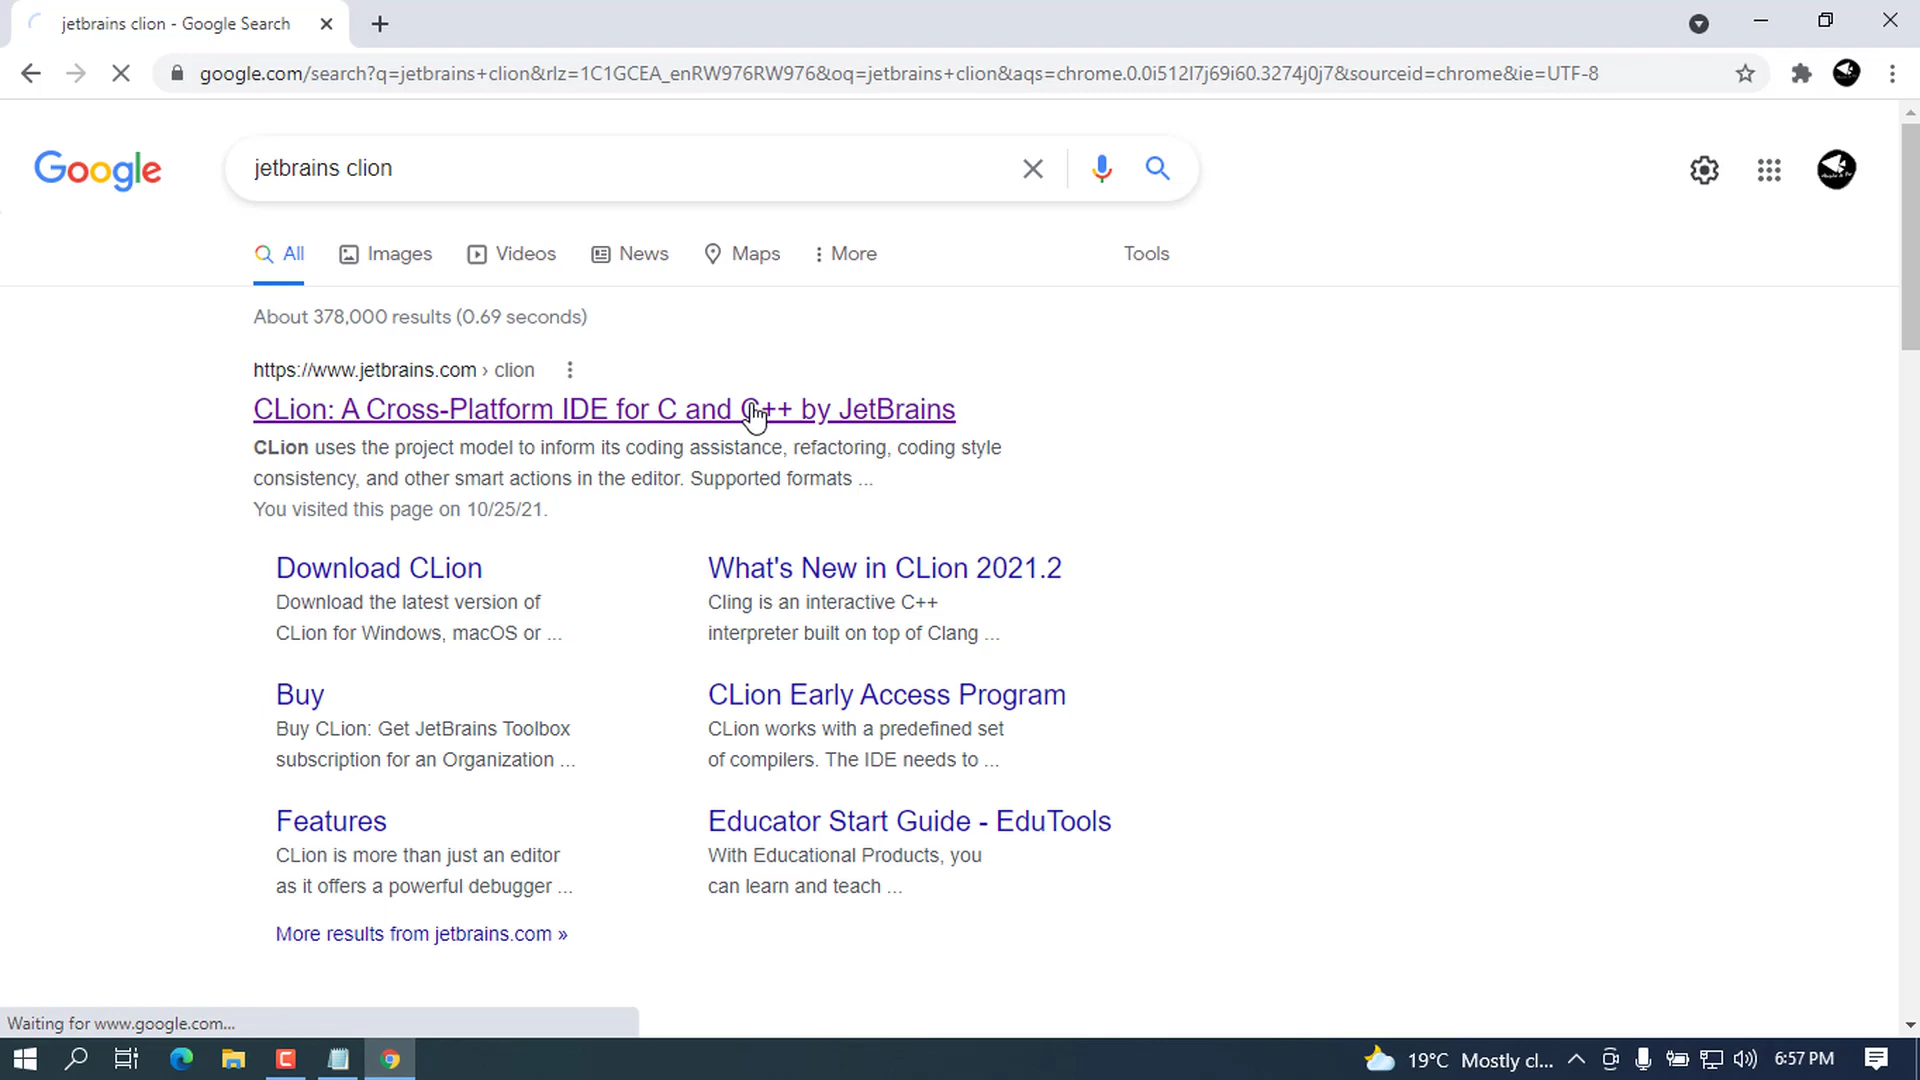 jetbrains clion - Google Search
google.com/search?q=jetbrains+clion&rlz=1C1GCEA_enRW976RW976&oq=jetbrains+clion&aqs=chrome.0.0i512l7j69i60.3274j0j7&sourceid=chrome&ie=UTF-8
Google
jetbrains clion
All Images Videos News Maps More Tools
About 378,000 results (0.69 seconds)
https://www.jetbrains.com › clion
CLion: A Cross-Platform IDE for C and C++ by JetBrains
CLion uses the project model to inform its coding assistance, refactoring, coding style
consistency, and other smart actions in the editor. Supported formats ...
You visited this page on 10/25/21.
Download CLion
Download the latest version of
CLion for Windows, macOS or ...
What's New in CLion 2021.2
Cling is an interactive C++
interpreter built on top of Clang ...
Buy
Buy CLion: Get JetBrains Toolbox
subscription for an Organization ...
CLion Early Access Program
CLion works with a predefined set
of compilers. The IDE needs to ...
Features
CLion is more than just an editor
as it offers a powerful debugger ...
Educator Start Guide - EduTools
With Educational Products, you
can learn and teach ...
More results from jetbrains.com »
Waiting for www.google.com...
19°C Mostly cl... 6:57 PM